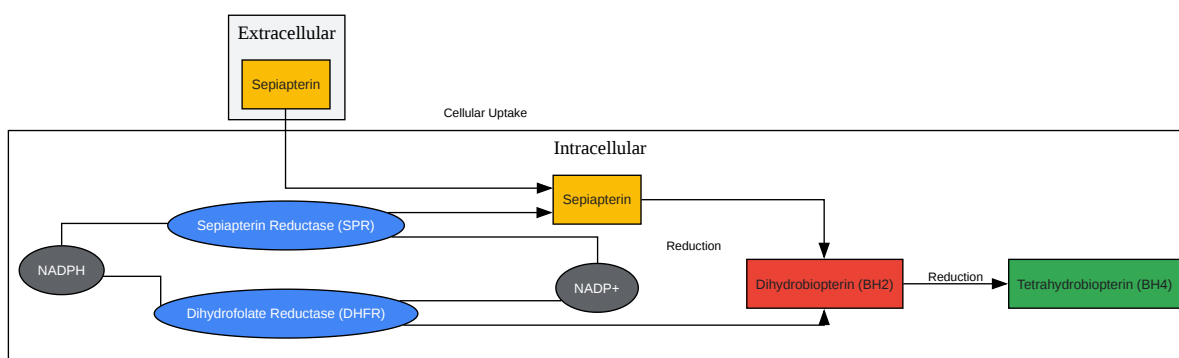 Extracellular
Sepiapterin
Cellular Uptake
Intracellular
Sepiapterin
Sepiapterin Reductase (SPR)
Reduction
NADPH
NADP+
Dihydrobiopterin (BH2)
Reduction
Tetrahydrobiopterin (BH4)
Dihydrofolate Reductase (DHFR)